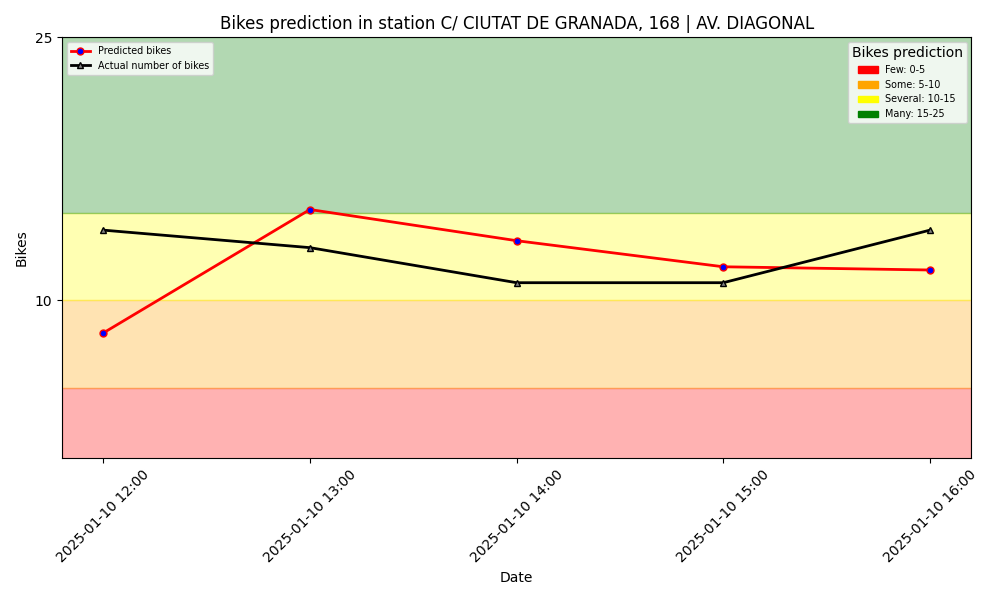 Bikes prediction in station C/ CIUTAT DE GRANADA, 168 | AV. DIAGONAL
25
10
Bikes
Predicted bikes
Actual number of bikes
Bikes prediction
Few: 0-5
Some: 5-10
Several: 10-15
Many: 15-25
2025-01-10 12:00
2025-01-10 13:00
2025-01-10 14:00
2025-01-10 15:00
2025-01-10 16:00
Date